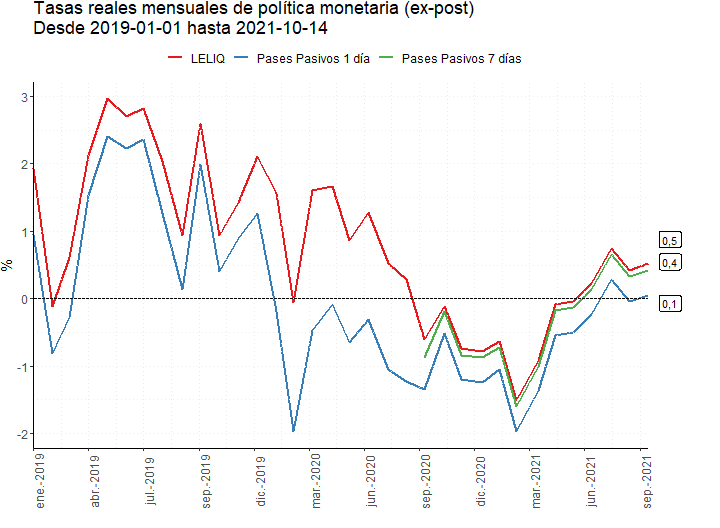 Tasas reales mensuales de política monetaria (ex-post)
Desde 2019-01-01 hasta 2021-10-14
LELIQ Pases Pasivos 1 día Pases Pasivos 7 días
%
3
2
1
0
-1
-2
0,5
0,4
0,1
ene.-2019
abr.-2019
jul.-2019
sep.-2019
dic.-2019
mar.-2020
jun.-2020
sep.-2020
dic.-2020
mar.-2021
jun.-2021
sep.-2021